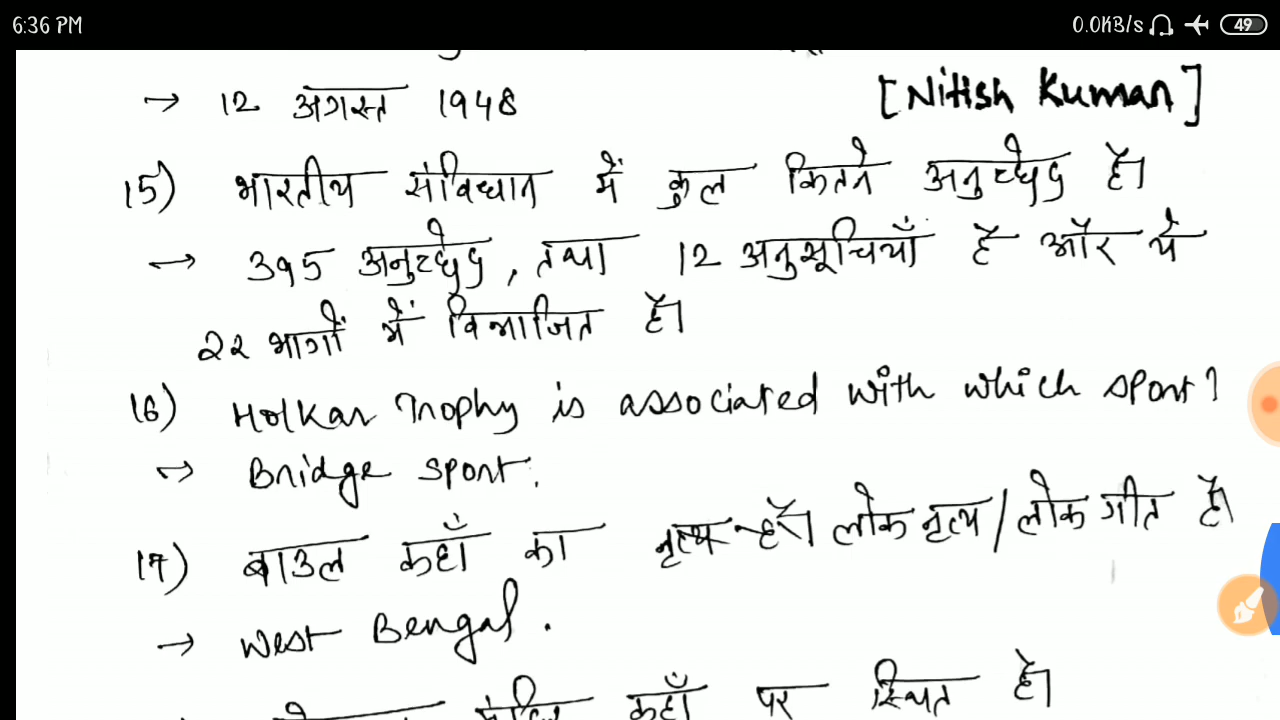 6:36 PM 0.0KB/s 49
→ 12 अगस्त 1948 [Nitish Kumar]
15) भारतीय संविधान में कुल कितने अनुच्छेद है।
→ 395 अनुच्छेद, तथा 12 अनुसूचियाँ है और ये
22 भागों में विभाजित है।
16) Holkar Trophy is associated with which sport?
→ Bridge sport.
17) बाउल कहाँ का नृत्य है। लोक नृत्य/लोक गीत है।
→ West Bengal.
कहाँ पर स्थित है।